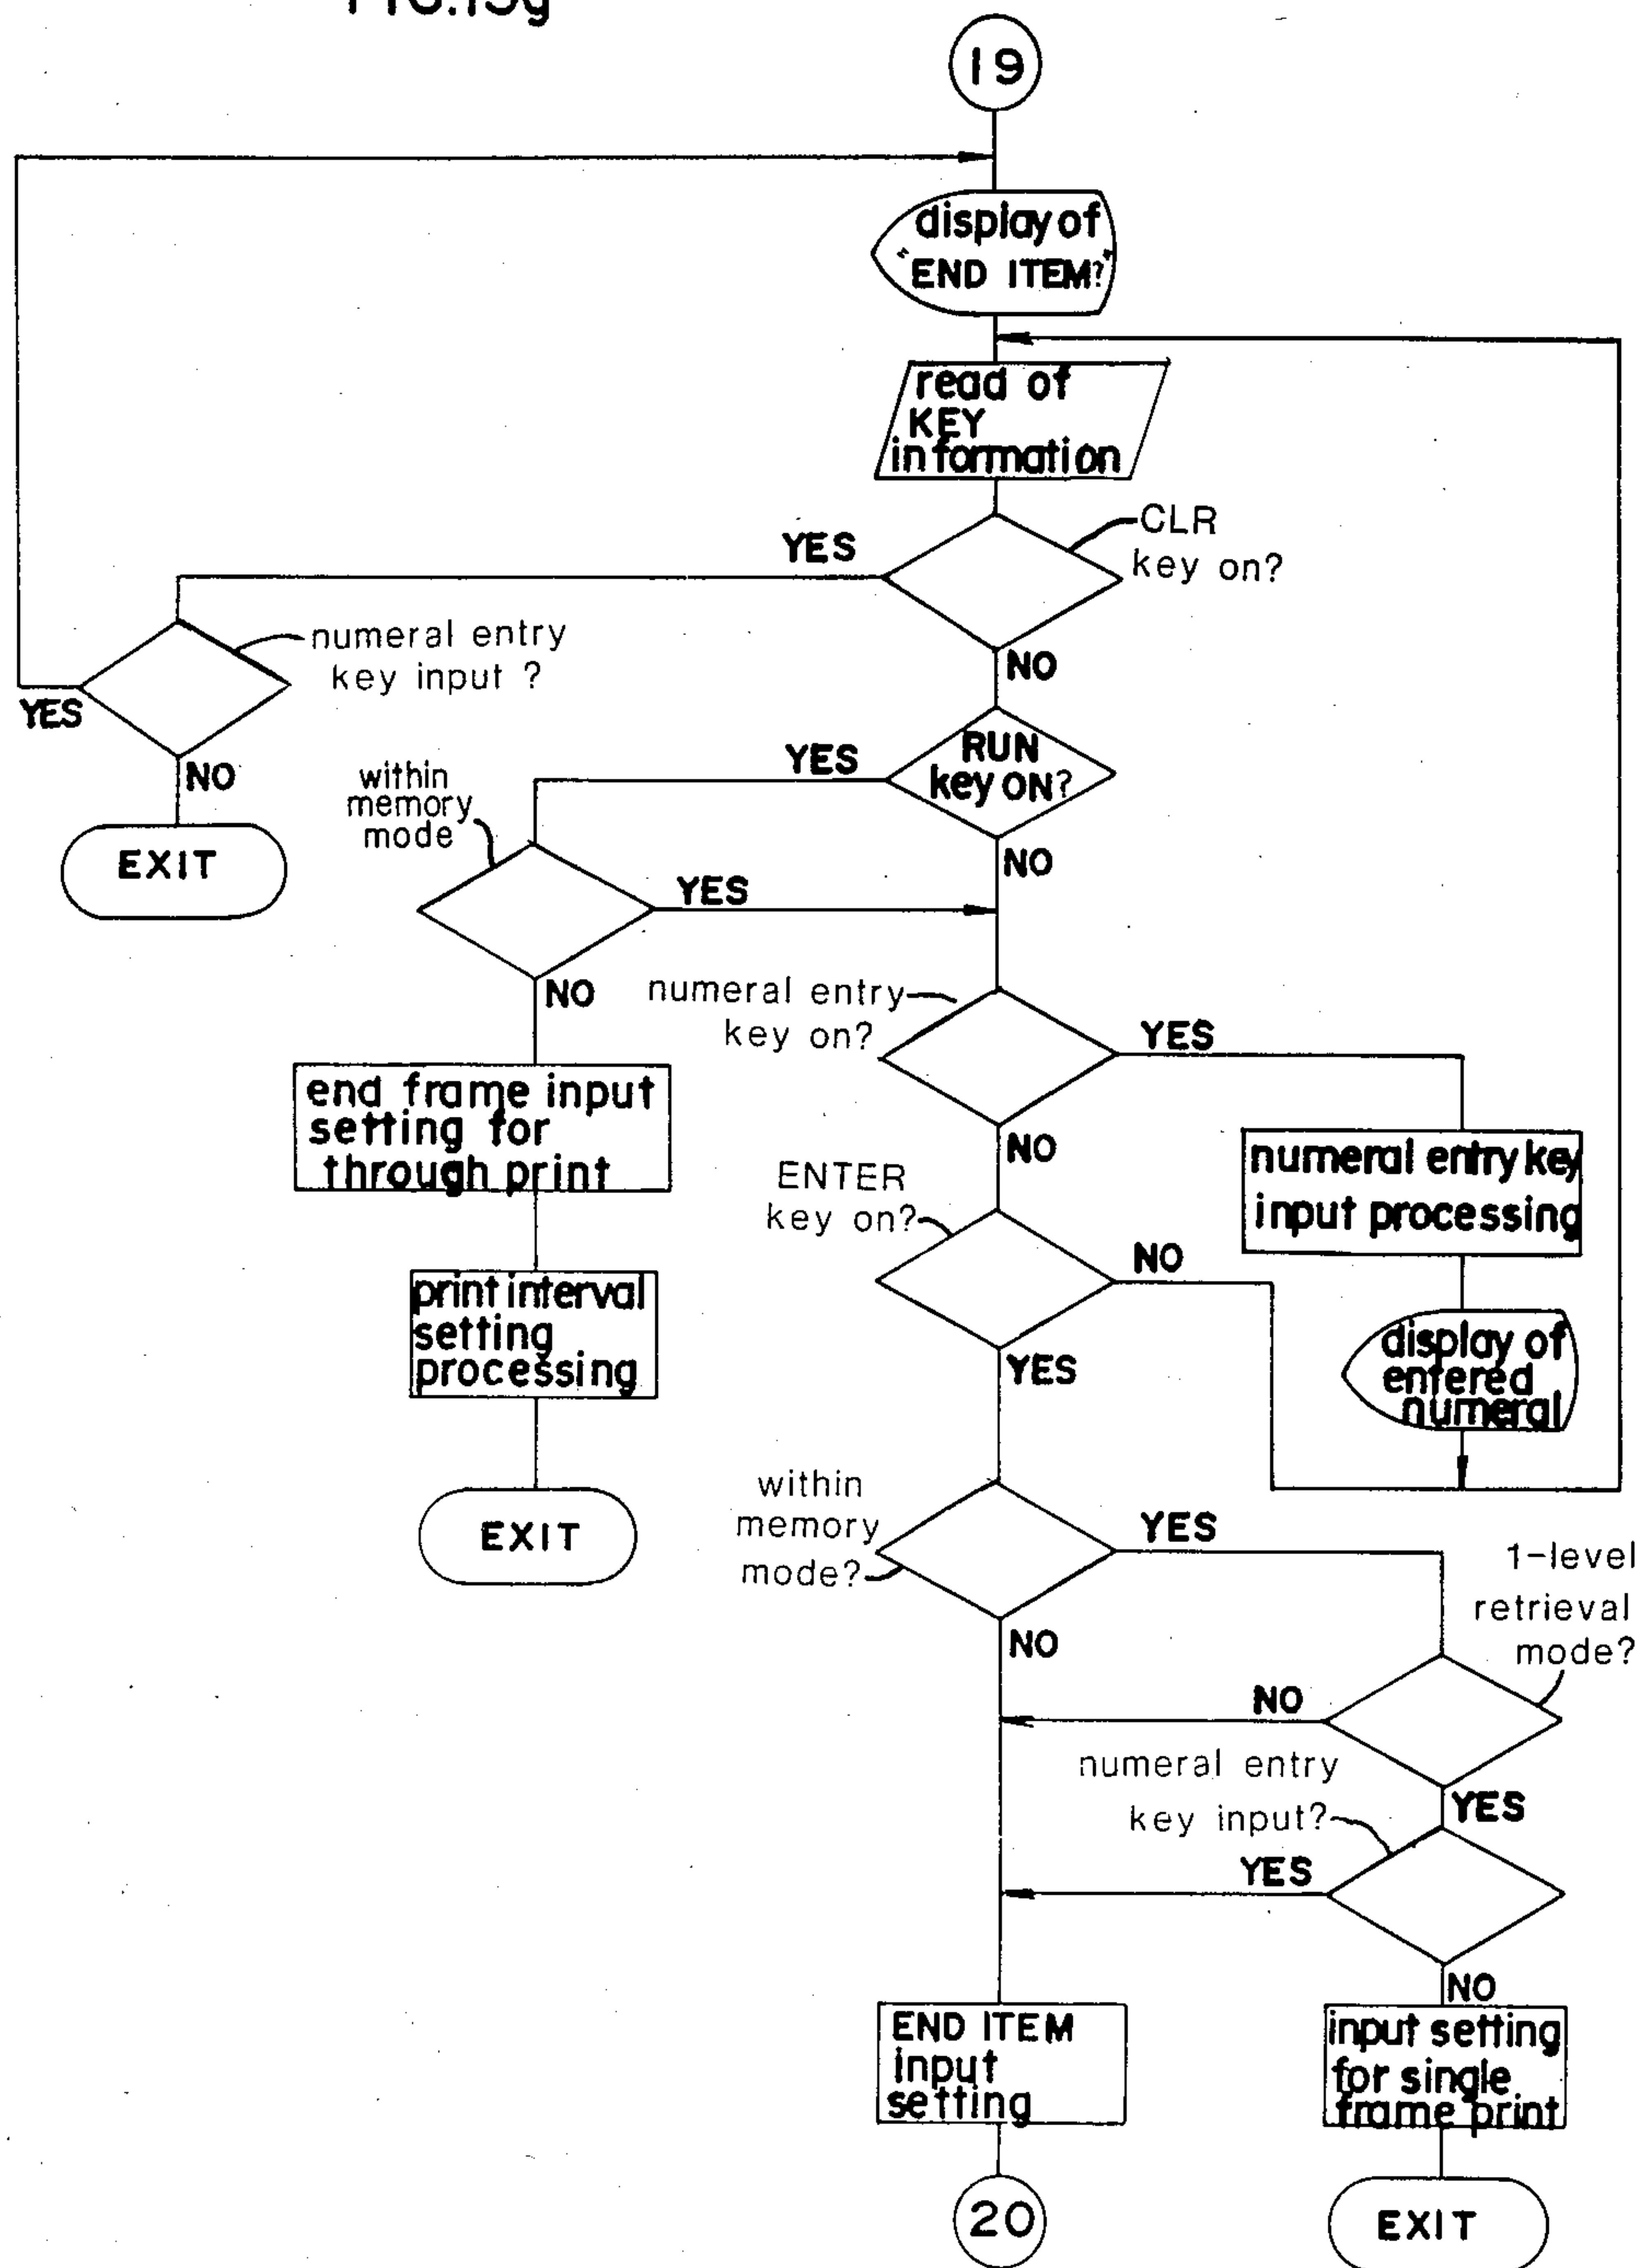 19
display of
"END ITEM?"
read of
KEY
information
CLR
key on?
YES
NO
numeral entry
key input ?
YES
NO
EXIT
RUN
key ON?
YES
NO
within
memory
mode
YES
NO
end frame input
setting for
through print
print interval
setting
processing
EXIT
numeral entry
key on?
YES
NO
numeral entry key
input processing
display of
entered
numeral
ENTER
key on?
NO
YES
within
memory
mode?
YES
NO
1-level
retrieval
mode?
NO
YES
numeral entry
key input?
YES
NO
END ITEM
input
setting
20
input setting
for single
frame print
EXIT